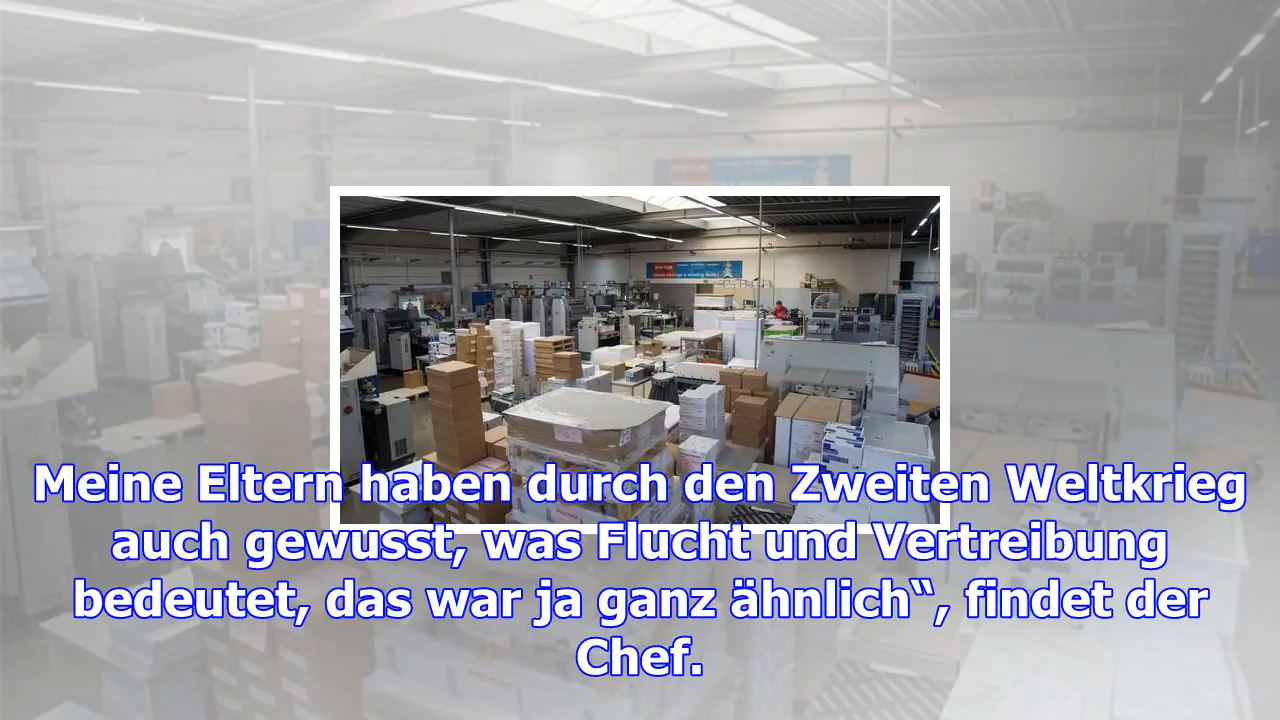 Meine Eltern haben durch den Zweiten Weltkrieg
auch gewusst, was Flucht und Vertreibung
bedeutet, das war ja ganz ähnlich“, findet der
Chef.